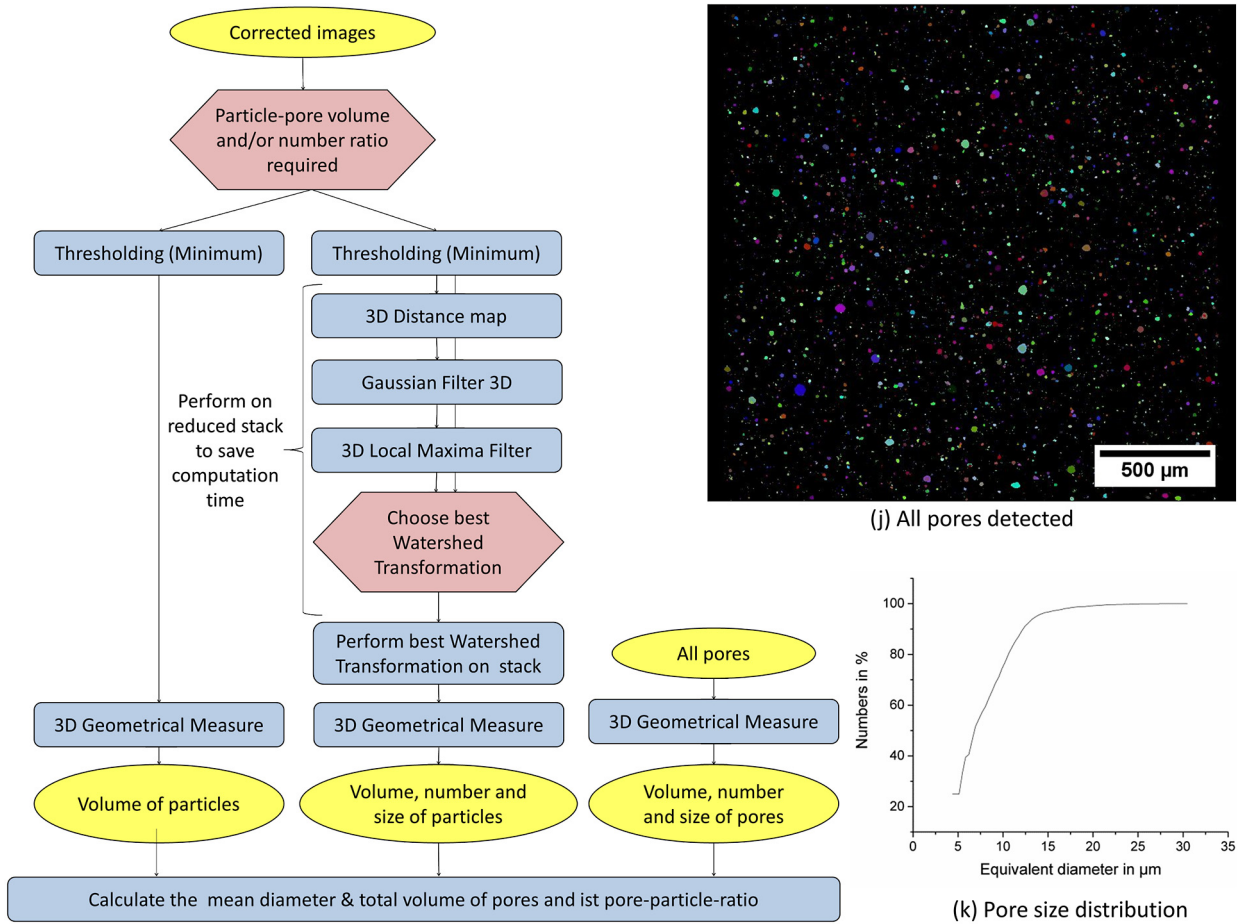 Corrected images
Particle-pore volume
and/or number ratio
required
Thresholding (Minimum)
Thresholding (Minimum)
3D Distance map
Gaussian Filter 3D
3D Local Maxima Filter
Perform on
reduced stack
to save
computation
time
Choose best
Watershed
Transformation
Perform best Watershed
Transformation on stack
All pores
3D Geometrical Measure
3D Geometrical Measure
3D Geometrical Measure
Volume of particles
Volume, number and
size of particles
Volume, number
and size of pores
Calculate the mean diameter & total volume of pores and ist pore-particle-ratio
500 µm
(j) All pores detected
Numbers in %
100
80
60
40
20
0
5
10
15
20
25
30
35
Equivalent diameter in µm
(k) Pore size distribution